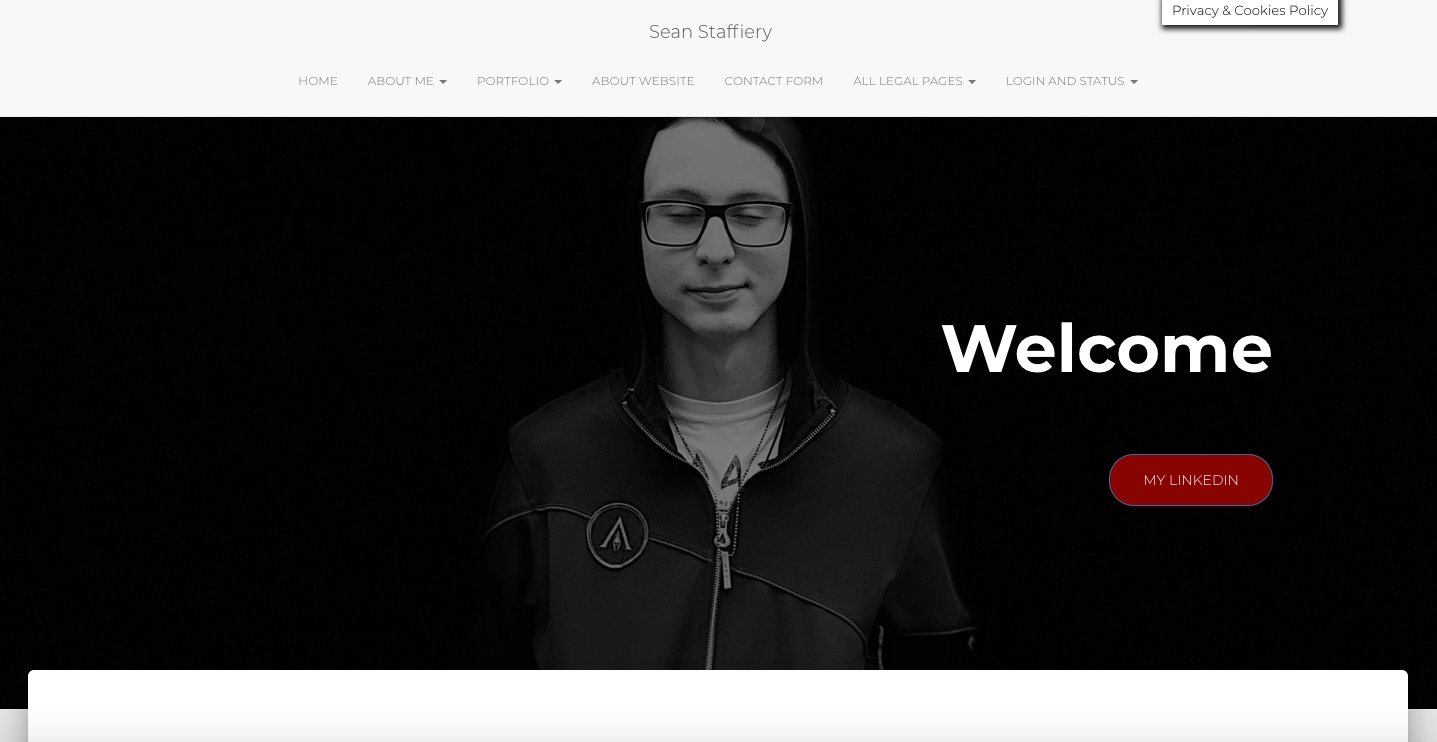 Privacy & Cookies Policy
Sean Staffiery
HOME ABOUT ME PORTFOLIO ABOUT WEBSITE CONTACT FORM ALL LEGAL PAGES LOGIN AND STATUS
Welcome
MY LINKEDIN